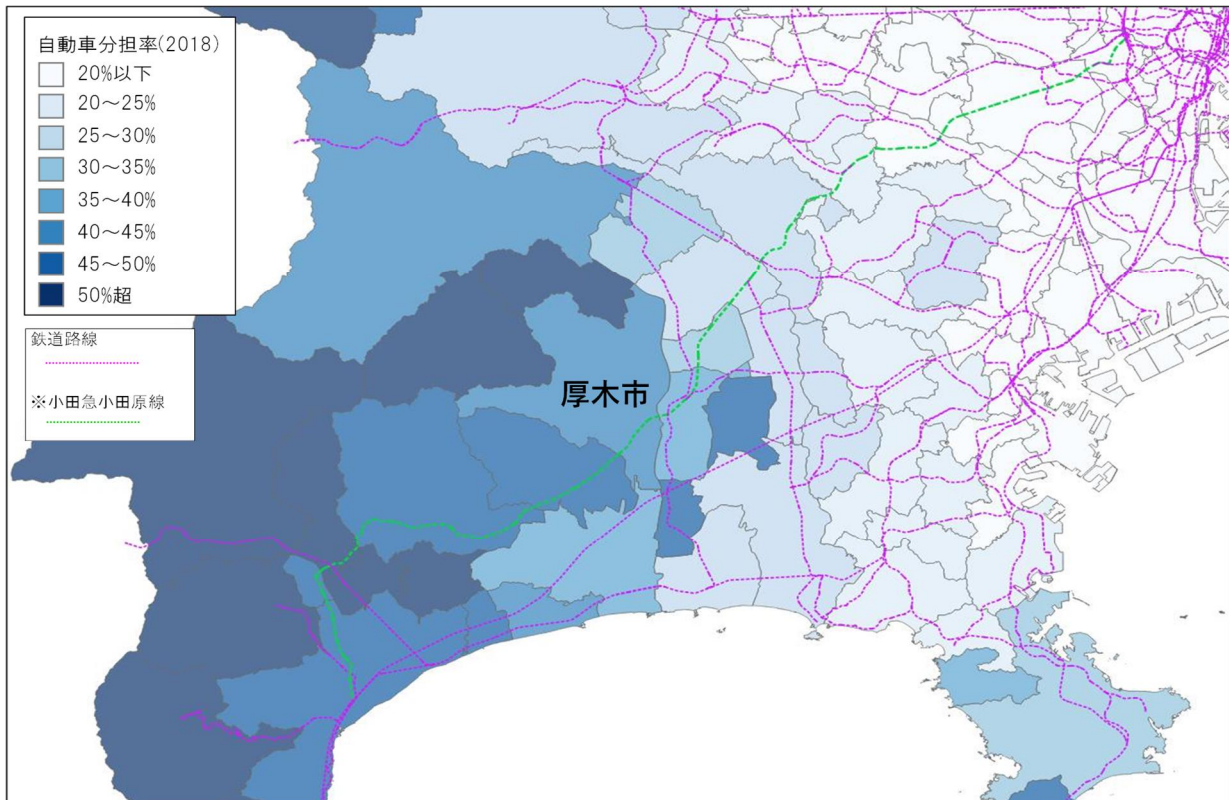 自動車分担率(2018)
20%以下
20～25%
25～30%
30～35%
35～40%
40～45%
45～50%
50%超
鉄道路線
※小田急小田原線
厚木市